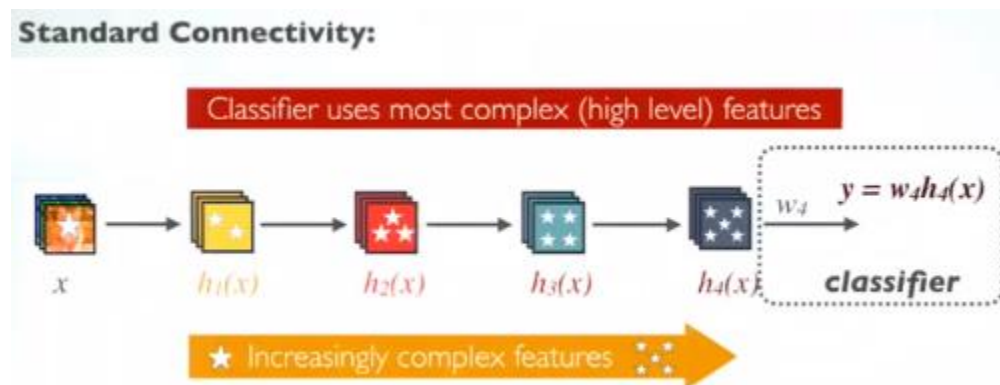 Standard Connectivity:
Classifier uses most complex (high level) features
w₄ y = w₄h₄(x)
x h₁(x) h₂(x) h₃(x) h₄(x) classifier
Increasingly complex features